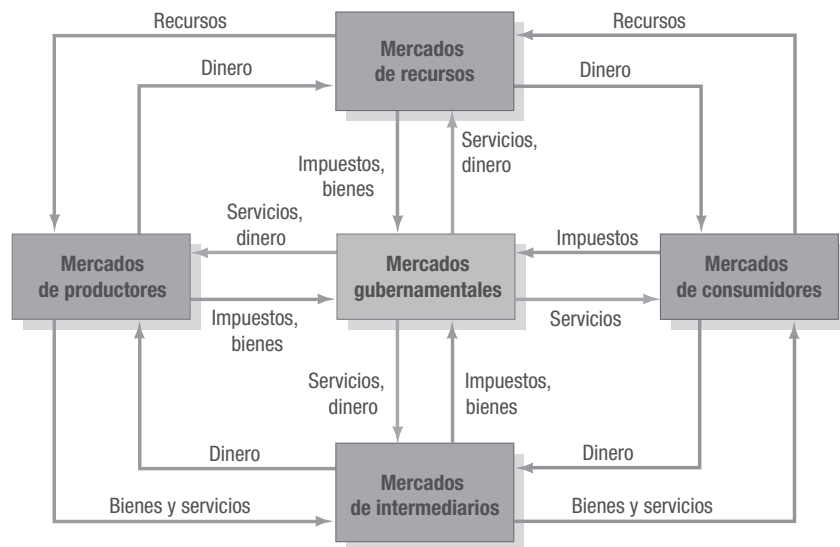 Recursos
Recursos
Mercados
de recursos
Dinero
Dinero
Impuestos,
bienes
Servicios,
dinero
Servicios,
dinero
Impuestos
Mercados
de productores
Mercados
gubernamentales
Mercados
de consumidores
Impuestos,
bienes
Servicios
Servicios,
dinero
Impuestos,
bienes
Dinero
Dinero
Mercados
de intermediarios
Bienes y servicios
Bienes y servicios